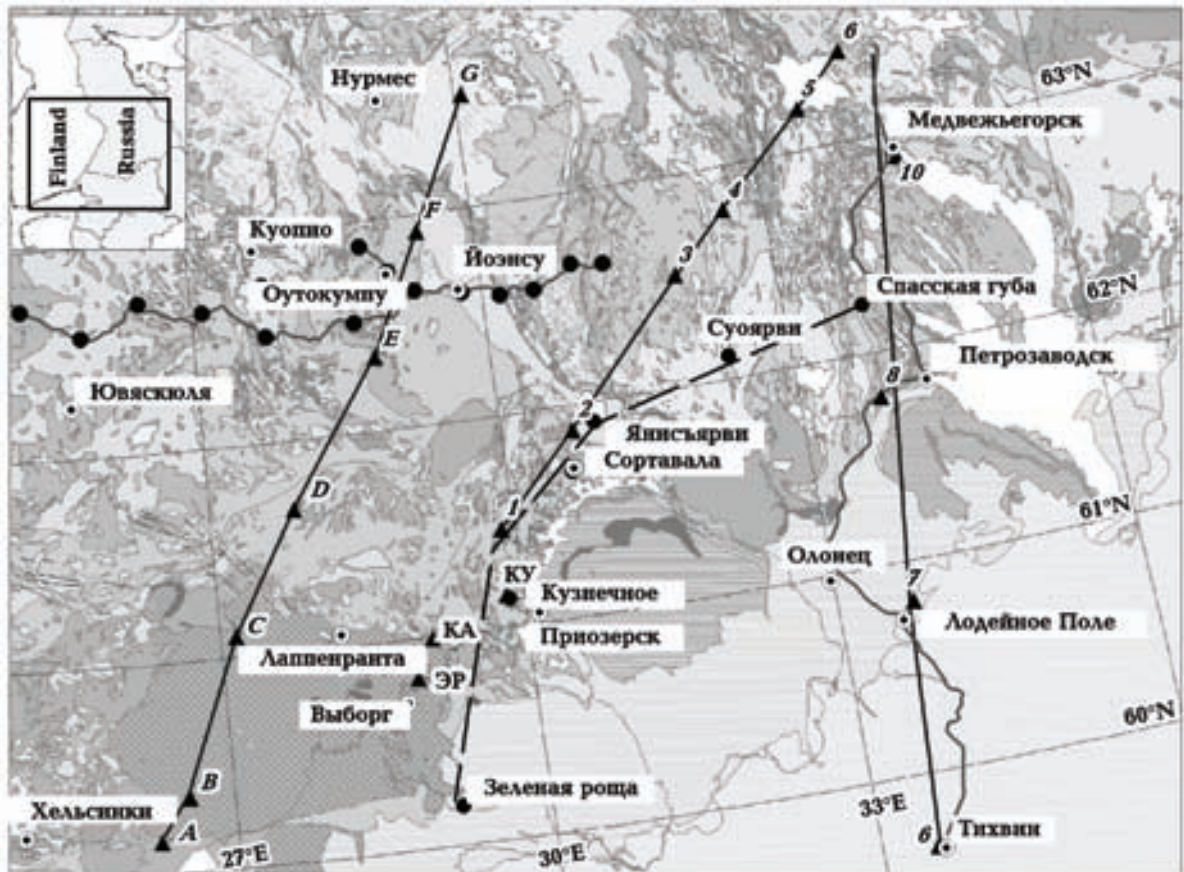 Finland
Russia
Нурмес
G
6
5
63°N
Медвежьегорск
10
4
F
Куопио
Йоэнсу
3
Оутокумпу
Спасская губа
62°N
Суоярви
E
Петрозаводск
8
Ювяскюля
2
Янисъярви
Сортавала
D
1
61°N
Олонец
КУ
Кузнечное
7
C
КА
Приозерск
Лодейное Поле
Лаппенранта
ЭР
Выборг
60°N
B
Зеленая роща
Хельсинки
33°E
A
27°E
30°E
6
Тихвин